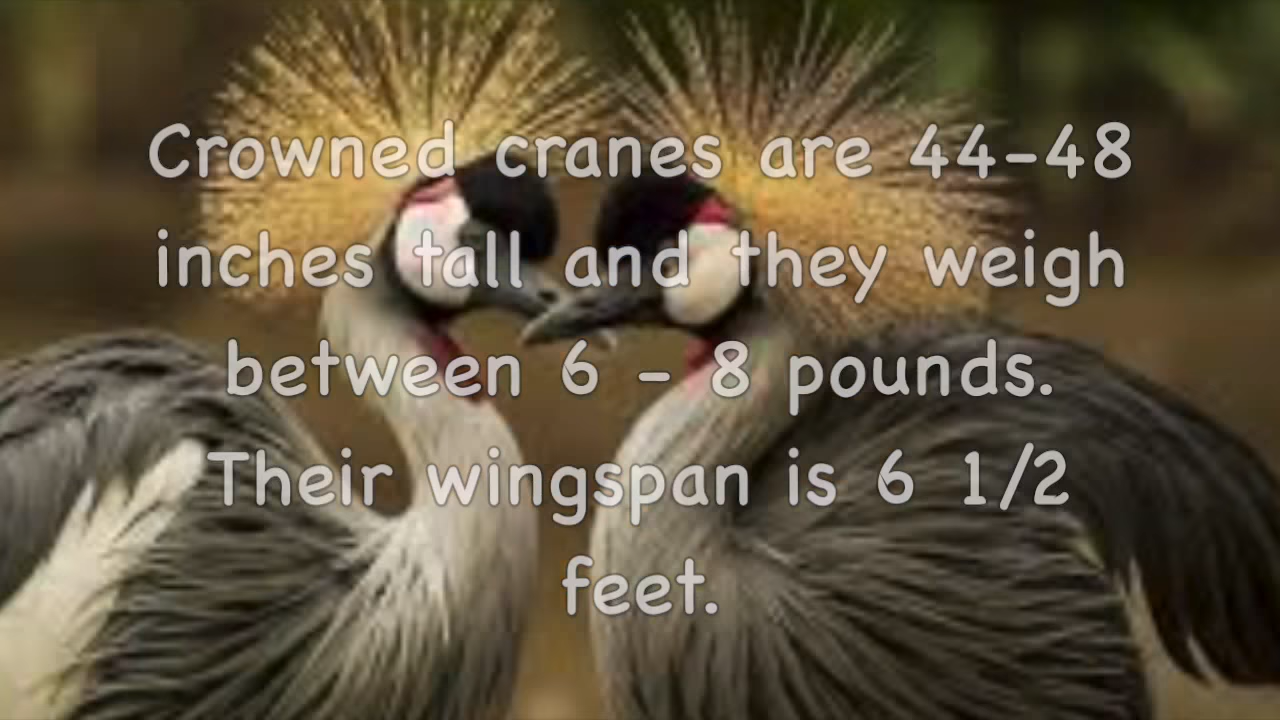 Crowned cranes are 44-48
inches tall and they weigh
between 6 - 8 pounds.
Their wingspan is 6 1/2
feet.